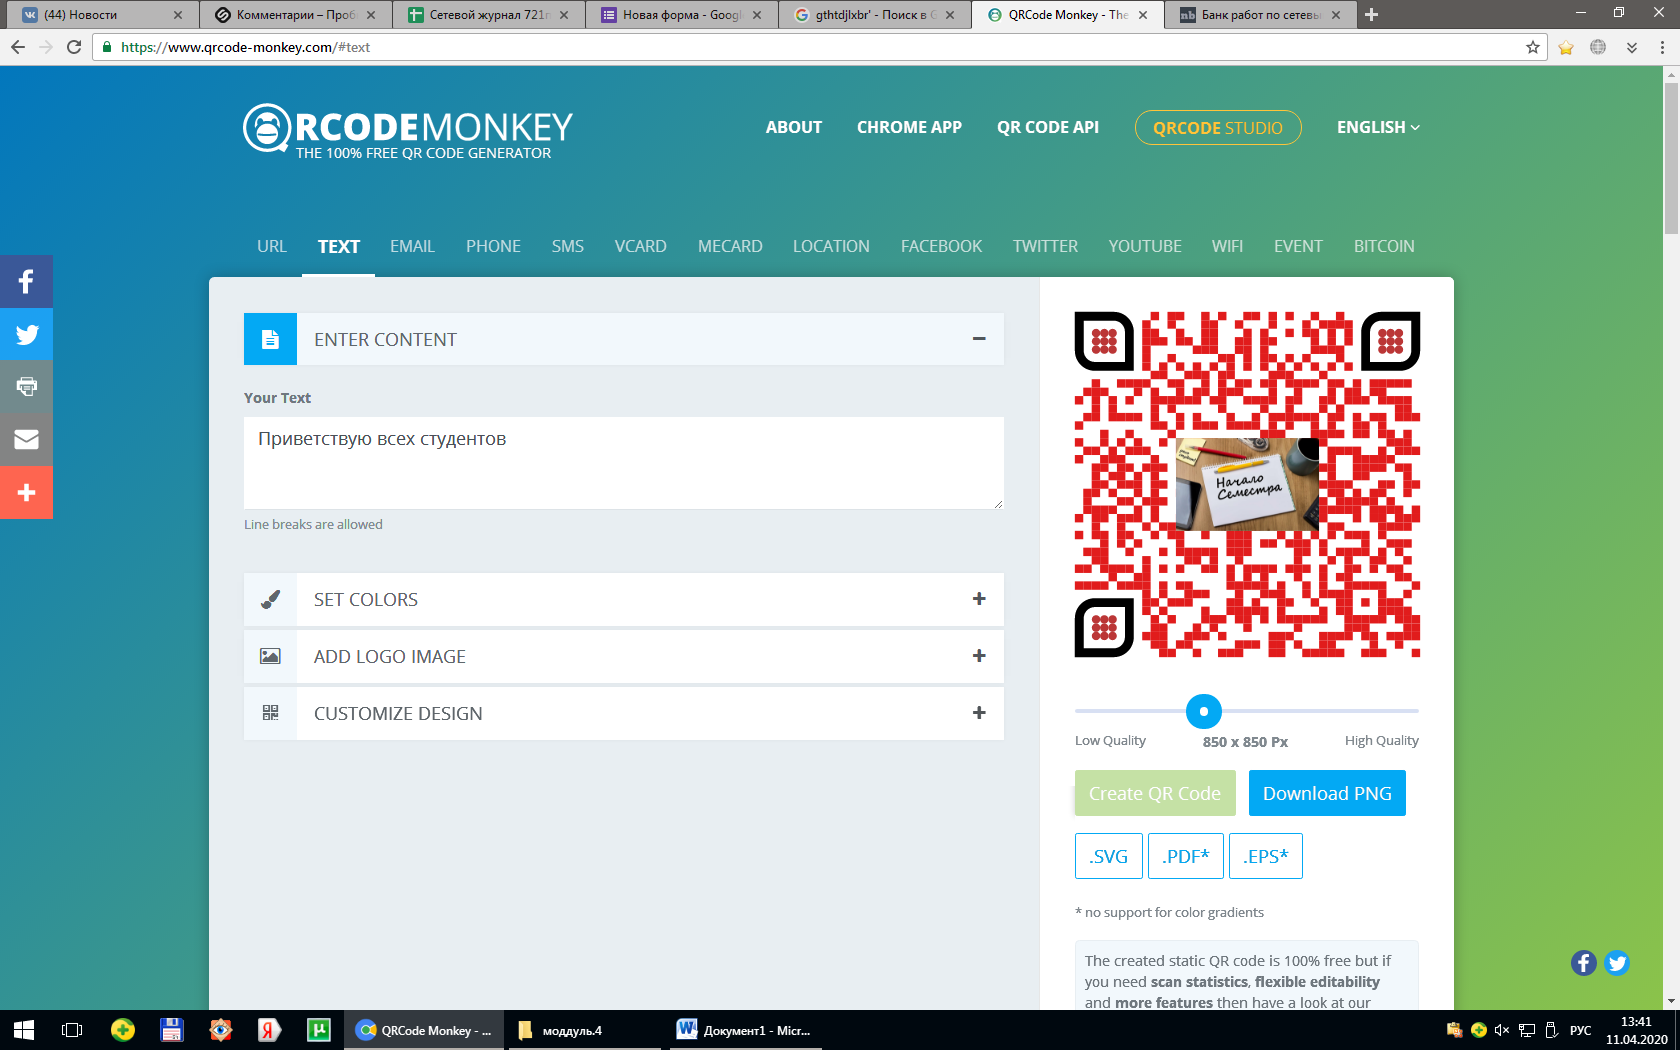 (44) Новости
Комментарии – Проб
Сетевой журнал 721г
Новая форма - Googl
gthtdjlxbr' - Поиск в G
QRCode Monkey - The
Банк работ по сетевы
https://www.qrcode-monkey.com/#text
RCODEMONKEY
THE 100% FREE QR CODE GENERATOR
ABOUT
CHROME APP
QR CODE API
QRCODE STUDIO
ENGLISH
URL
TEXT
EMAIL
PHONE
SMS
VCARD
MECARD
LOCATION
FACEBOOK
TWITTER
YOUTUBE
WIFI
EVENT
BITCOIN
ENTER CONTENT
Your Text
Приветствую всех студентов
Line breaks are allowed
SET COLORS
ADD LOGO IMAGE
CUSTOMIZE DESIGN
Начало
Семестра
Low Quality
850 x 850 Px
High Quality
Create QR Code
Download PNG
.SVG
.PDF*
.EPS*
* no support for color gradients
The created static QR code is 100% free but if
you need scan statistics, flexible editability
and more features then have a look at our
QRCode Monkey - ...
моддуль.4
Документ1 - Micr...
РУС
13:41
11.04.2020